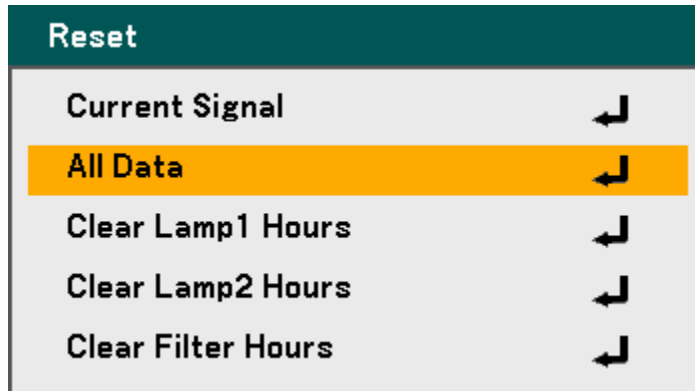 Reset
Current Signal
All Data
Clear Lamp1 Hours
Clear Lamp2 Hours
Clear Filter Hours